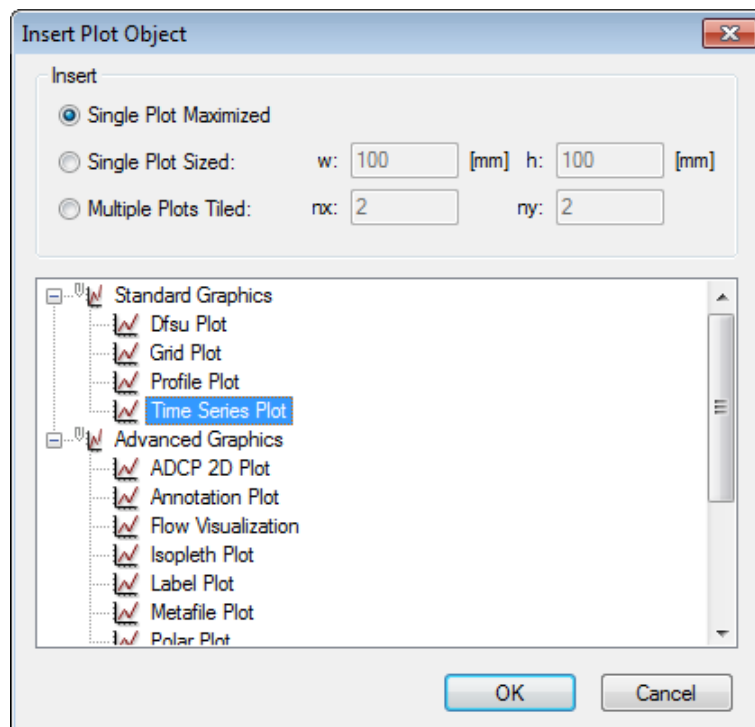 Insert Plot Object
Insert
Single Plot Maximized
Single Plot Sized: w: 100 [mm] h: 100 [mm]
Multiple Plots Tiled: nx: 2 ny: 2
Standard Graphics
Dfsu Plot
Grid Plot
Profile Plot
Time Series Plot
Advanced Graphics
ADCP 2D Plot
Annotation Plot
Flow Visualization
Isopleth Plot
Label Plot
Metafile Plot
Polar Plot
OK Cancel